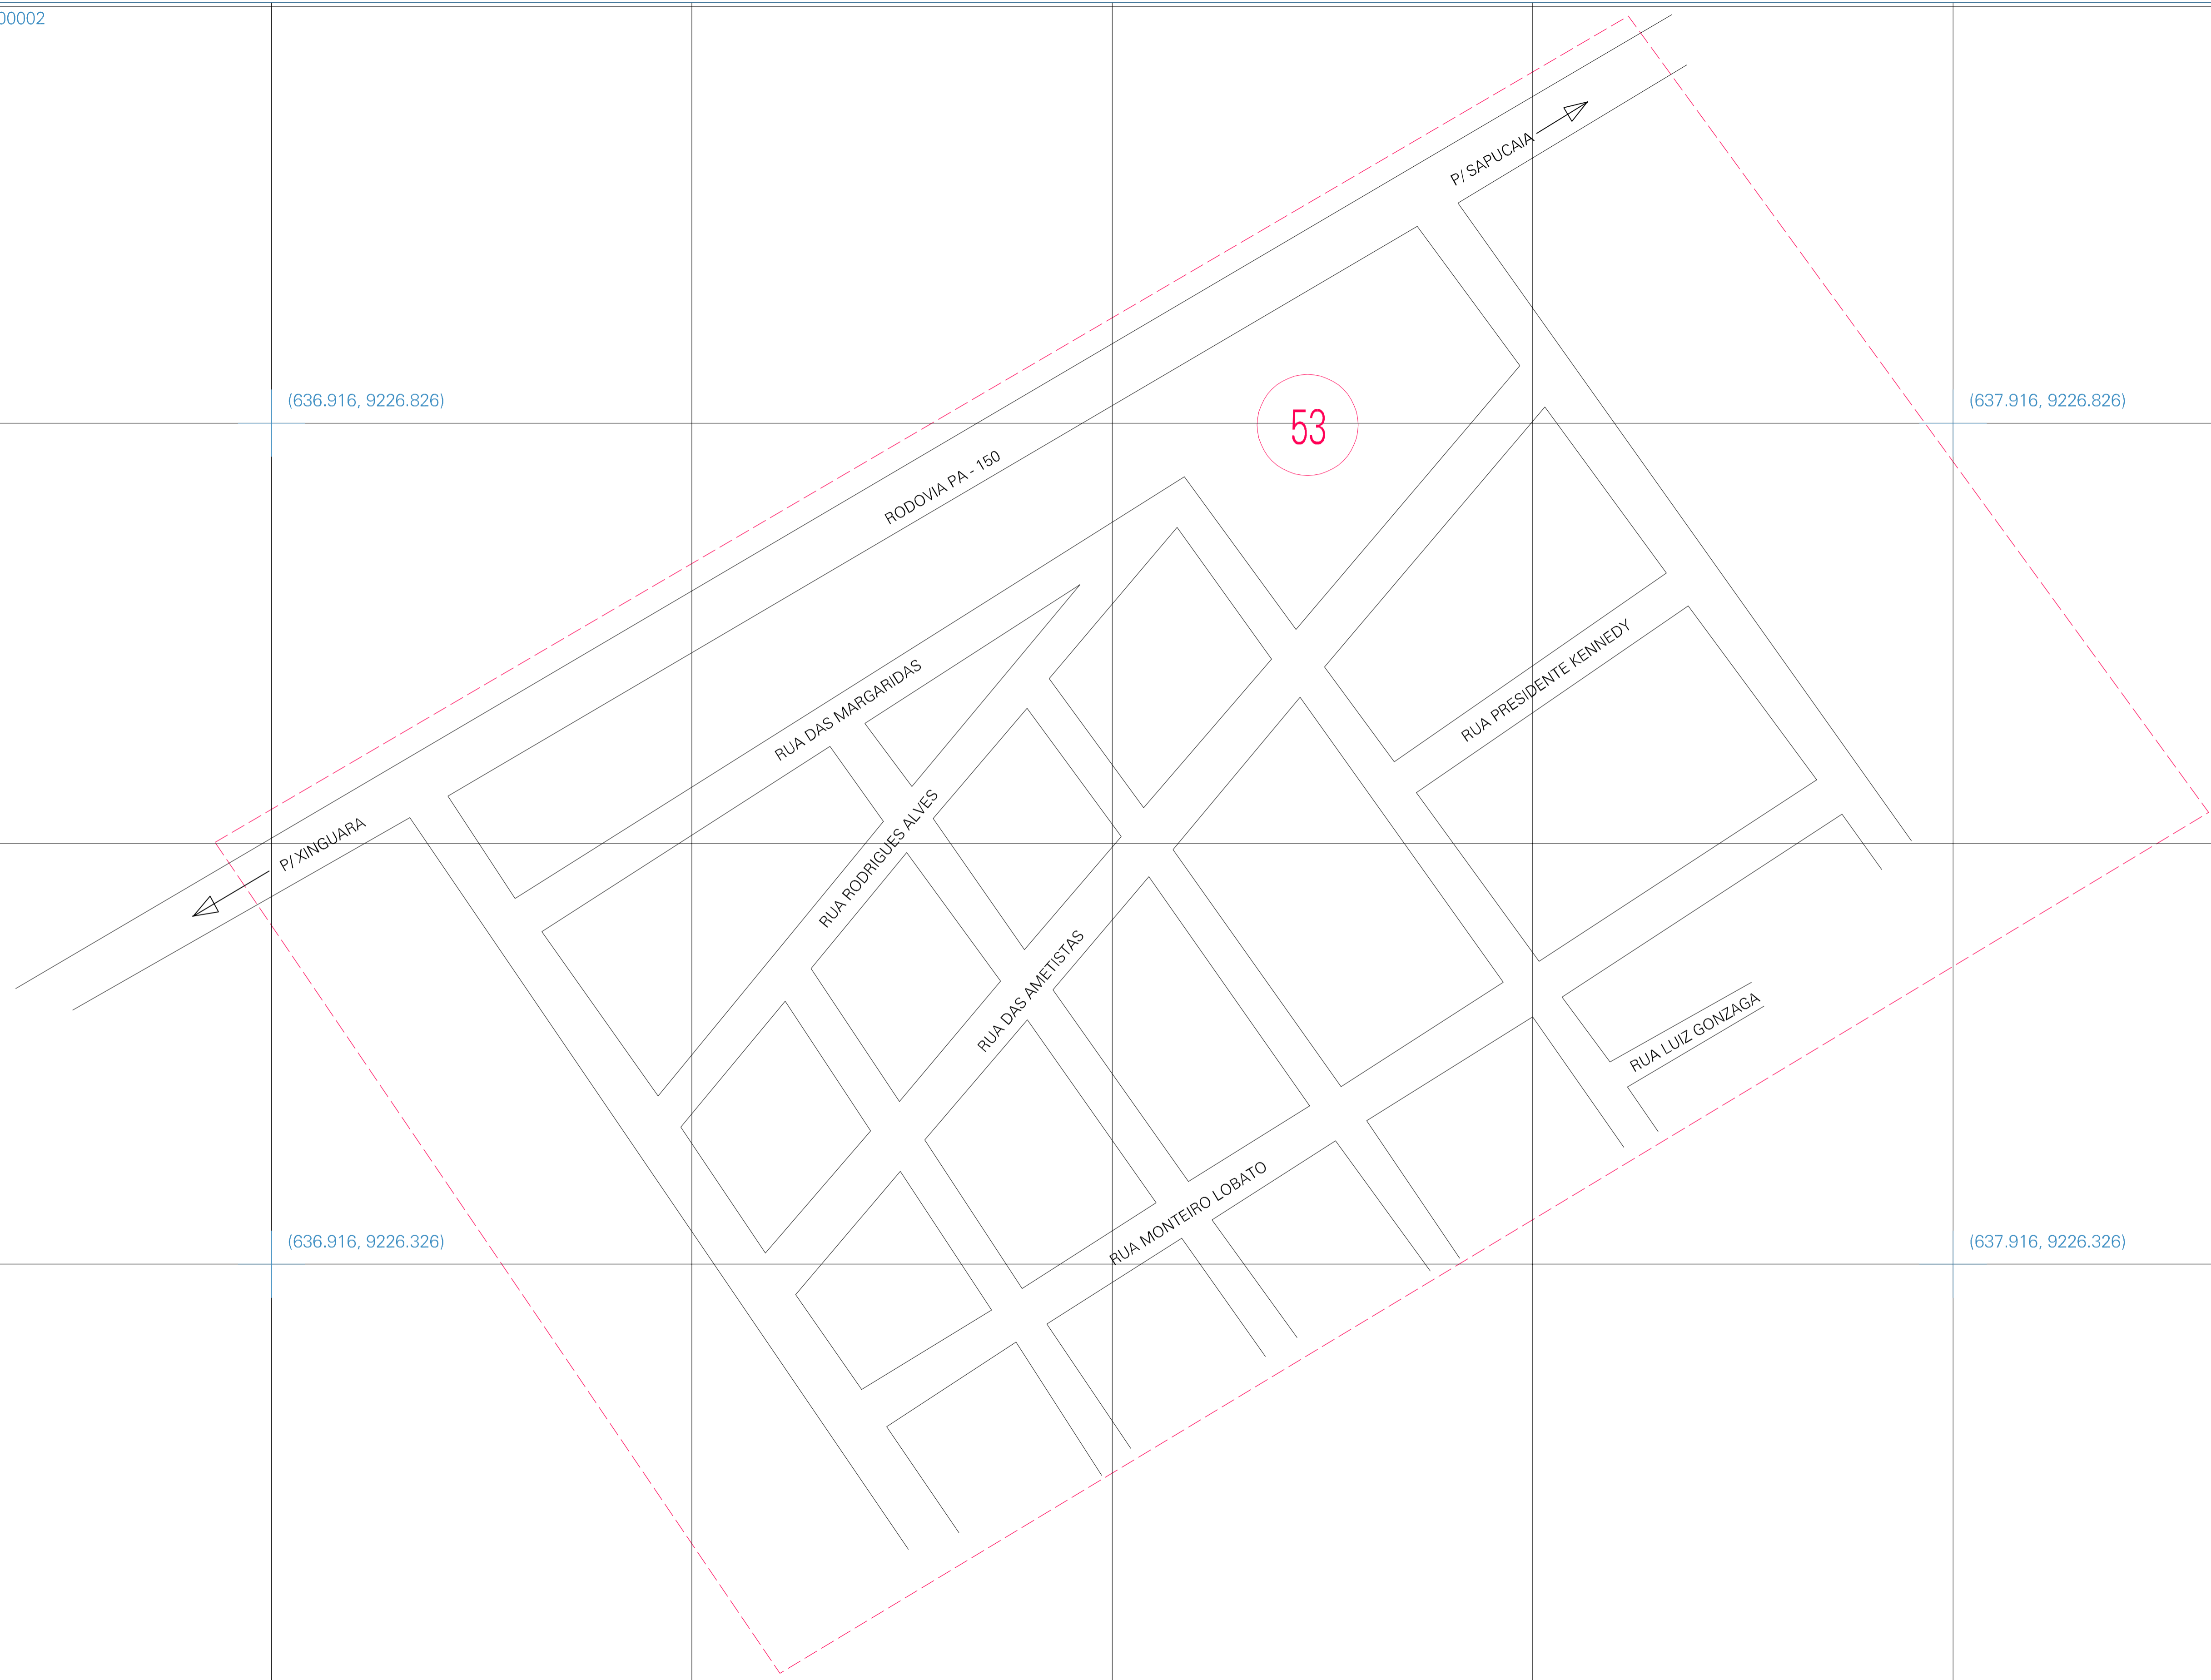 00002
P/ SAPUCAIA
(636.916, 9226.826)
(637.916, 9226.826)
53
RODOVIA PA - 150
RUA PRESIDENTE KENNEDY
RUA DAS MARGARIDAS
P/ XINGUARA
RUA RODRIGUES ALVES
RUA DAS AMETISTAS
RUA LUIZ GONZAGA
RUA MONTEIRO LOBATO
(636.916, 9226.326)
(637.916, 9226.326)